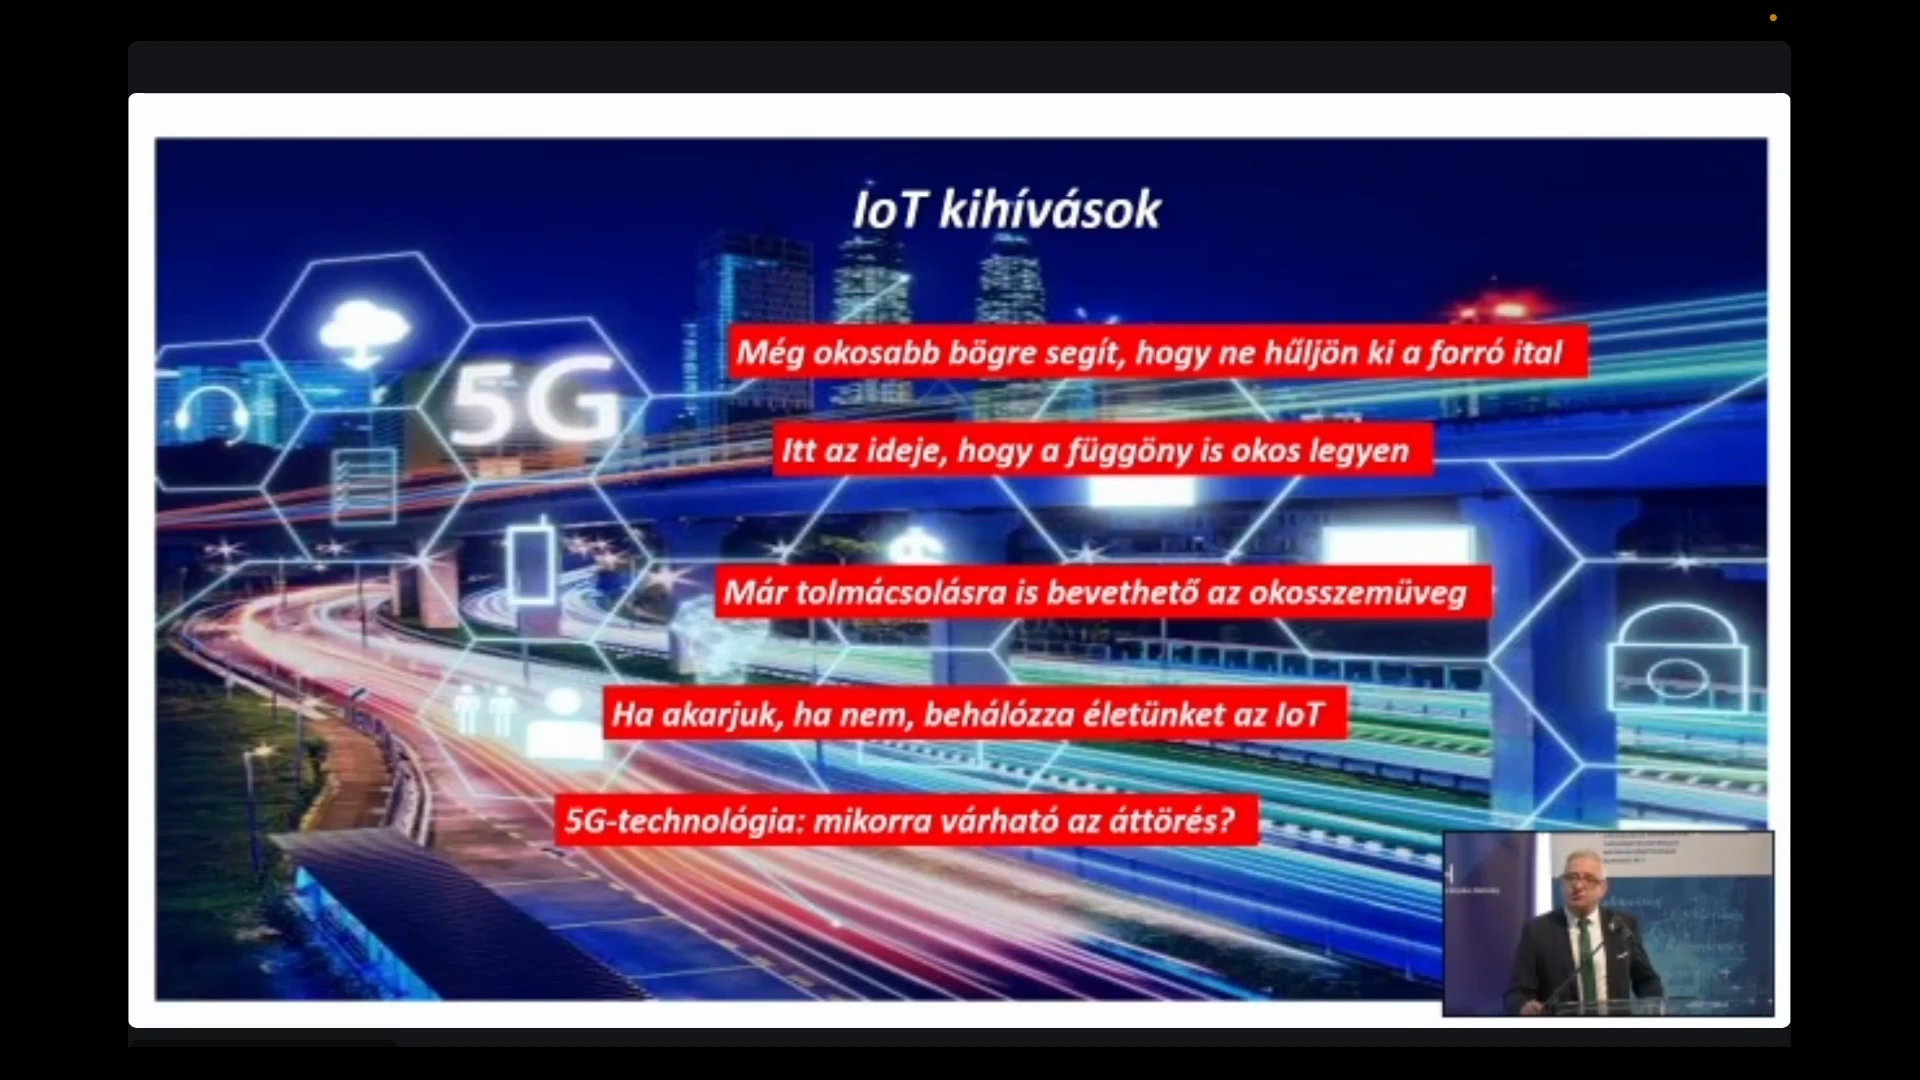 IoT kihívások
5G
Még okosabb bögre segít, hogy ne hűljön ki a forró ital
Itt az ideje, hogy a függöny is okos legyen
Már tolmácsolásra is bevethető az okosszemüveg
Ha akarjuk, ha nem, behálózza életünket az IoT
5G-technológia: mikorra várható az áttörés?